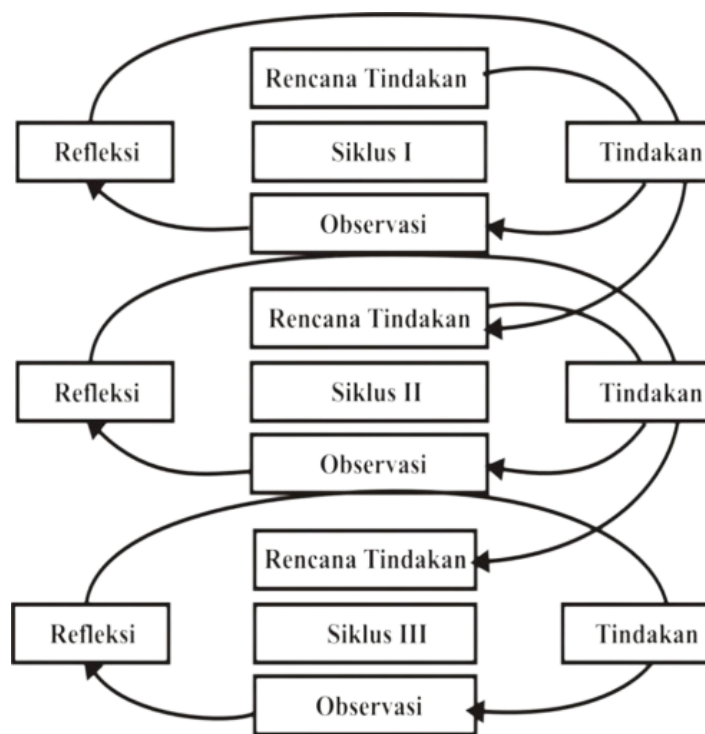 Rencana Tindakan
Refleksi
Siklus I
Tindakan
Observasi
Rencana Tindakan
Refleksi
Siklus II
Tindakan
Observasi
Rencana Tindakan
Refleksi
Siklus III
Tindakan
Observasi